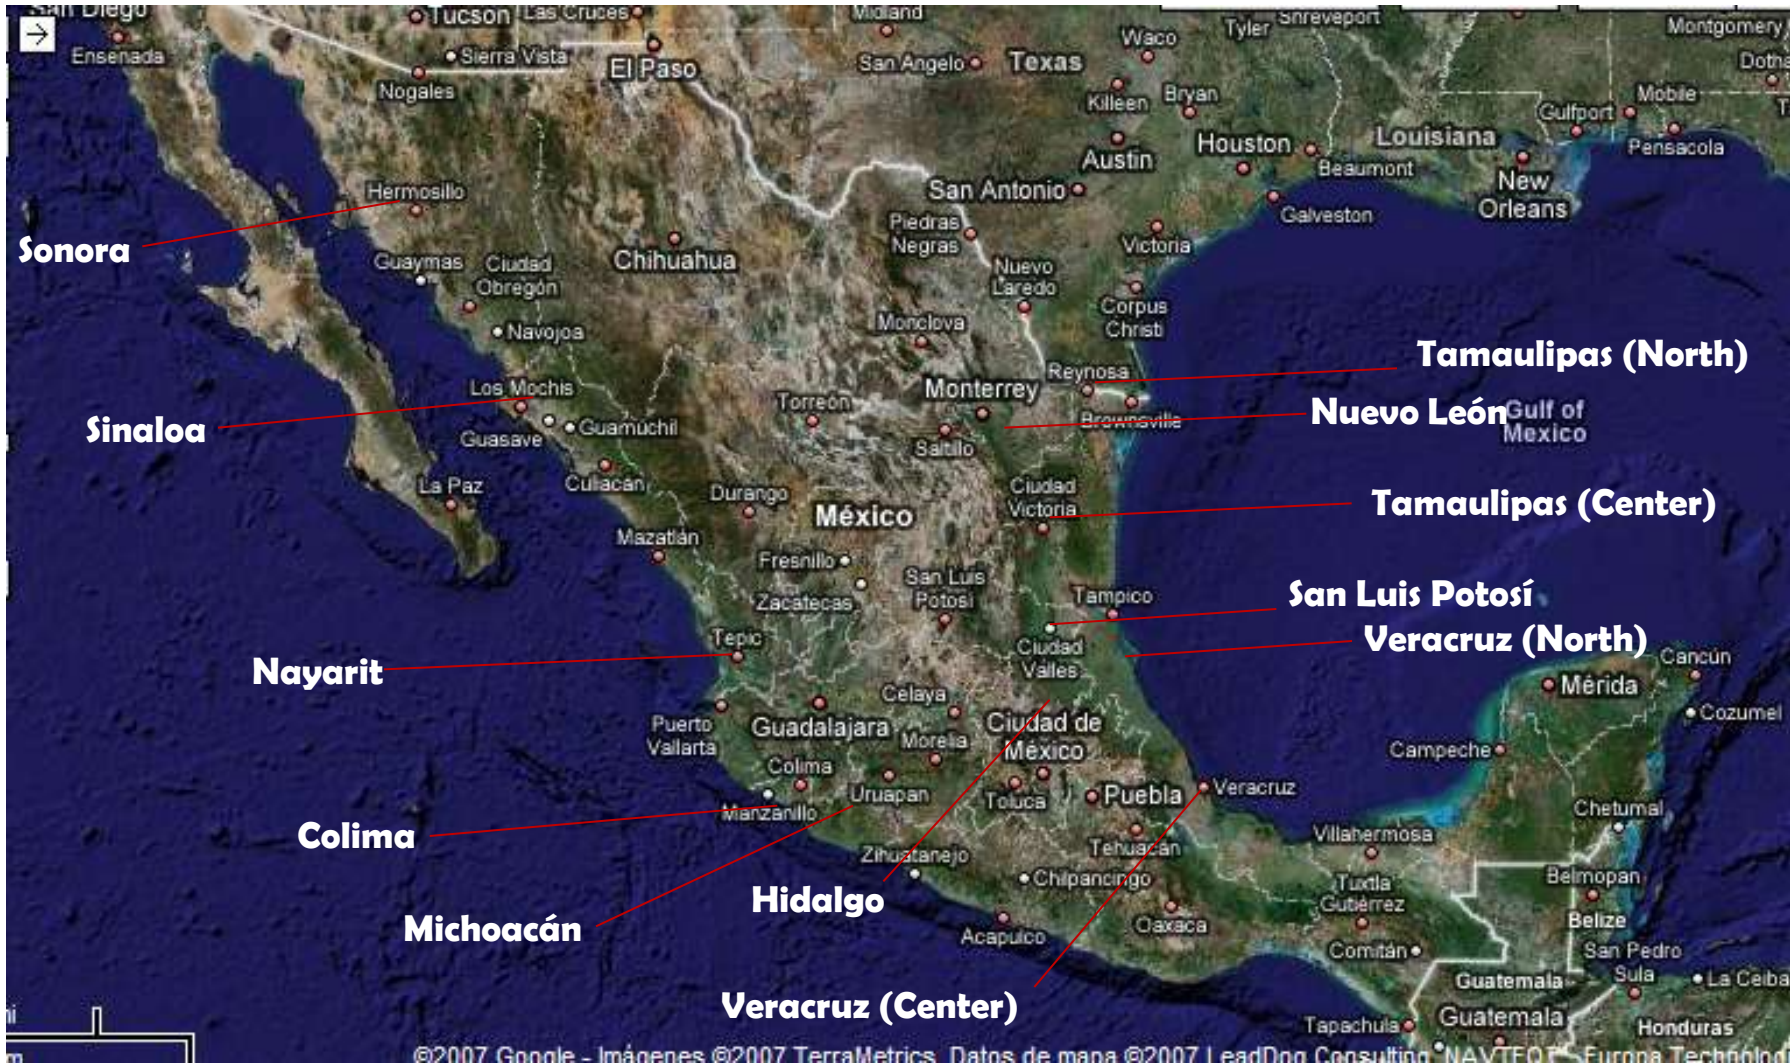 San Diego
Tucson
Las Cruces
Midland
Tyler
Shreveport
Montgomery
Ensenada
Sierra Vista
El Paso
San Angelo
Texas
Waco
Nogales
Killeen
Bryan
Gulfport
Mobile
Houston
Louisiana
Austin
Beaumont
Pensacola
Hermosillo
San Antonio
New
Orleans
Galveston
Sonora
Piedras
Negras
Victoria
Guaymas
Ciudad
Obregón
Chihuahua
Nuevo
Laredo
Corpus
Christi
Navojoa
Monclova
Tamaulipas (North)
Reynosa
Los Mochis
Monterrey
Torreón
Nuevo León
Gulf of
Mexico
Brownsville
Sinaloa
Guasave
Guamúchil
Saltillo
La Paz
Culiacán
Durango
Ciudad
Victoria
Tamaulipas (Center)
México
Mazatlán
Fresnillo
Zacatecas
San Luis
Potosí
Tampico
San Luis Potosí
Veracruz (North)
Tepic
Ciudad
Valles
Nayarit
Cancún
Mérida
Celaya
Puerto
Vallarta
Guadalajara
Morelia
Ciudad de
México
Cozumel
Campeche
Colima
Uruapan
Manzanillo
Toluca
Puebla
Veracruz
Chetumal
Colima
Villahermosa
Zihuatanejo
Tehuacán
Chilpancingo
Hidalgo
Tuxtla
Gutiérrez
Belmopan
Belize
Michoacán
Acapulco
Oaxaca
Comitán
San Pedro
Sula
Guatemala
La Ceiba
Veracruz (Center)
Tapachula
Guatemala
Honduras
©2007 Google - Imágenes ©2007 TerraMetrics, Datos de mapa ©2007 LeadDog Consulting, NAVTEQ, Europa Technolo